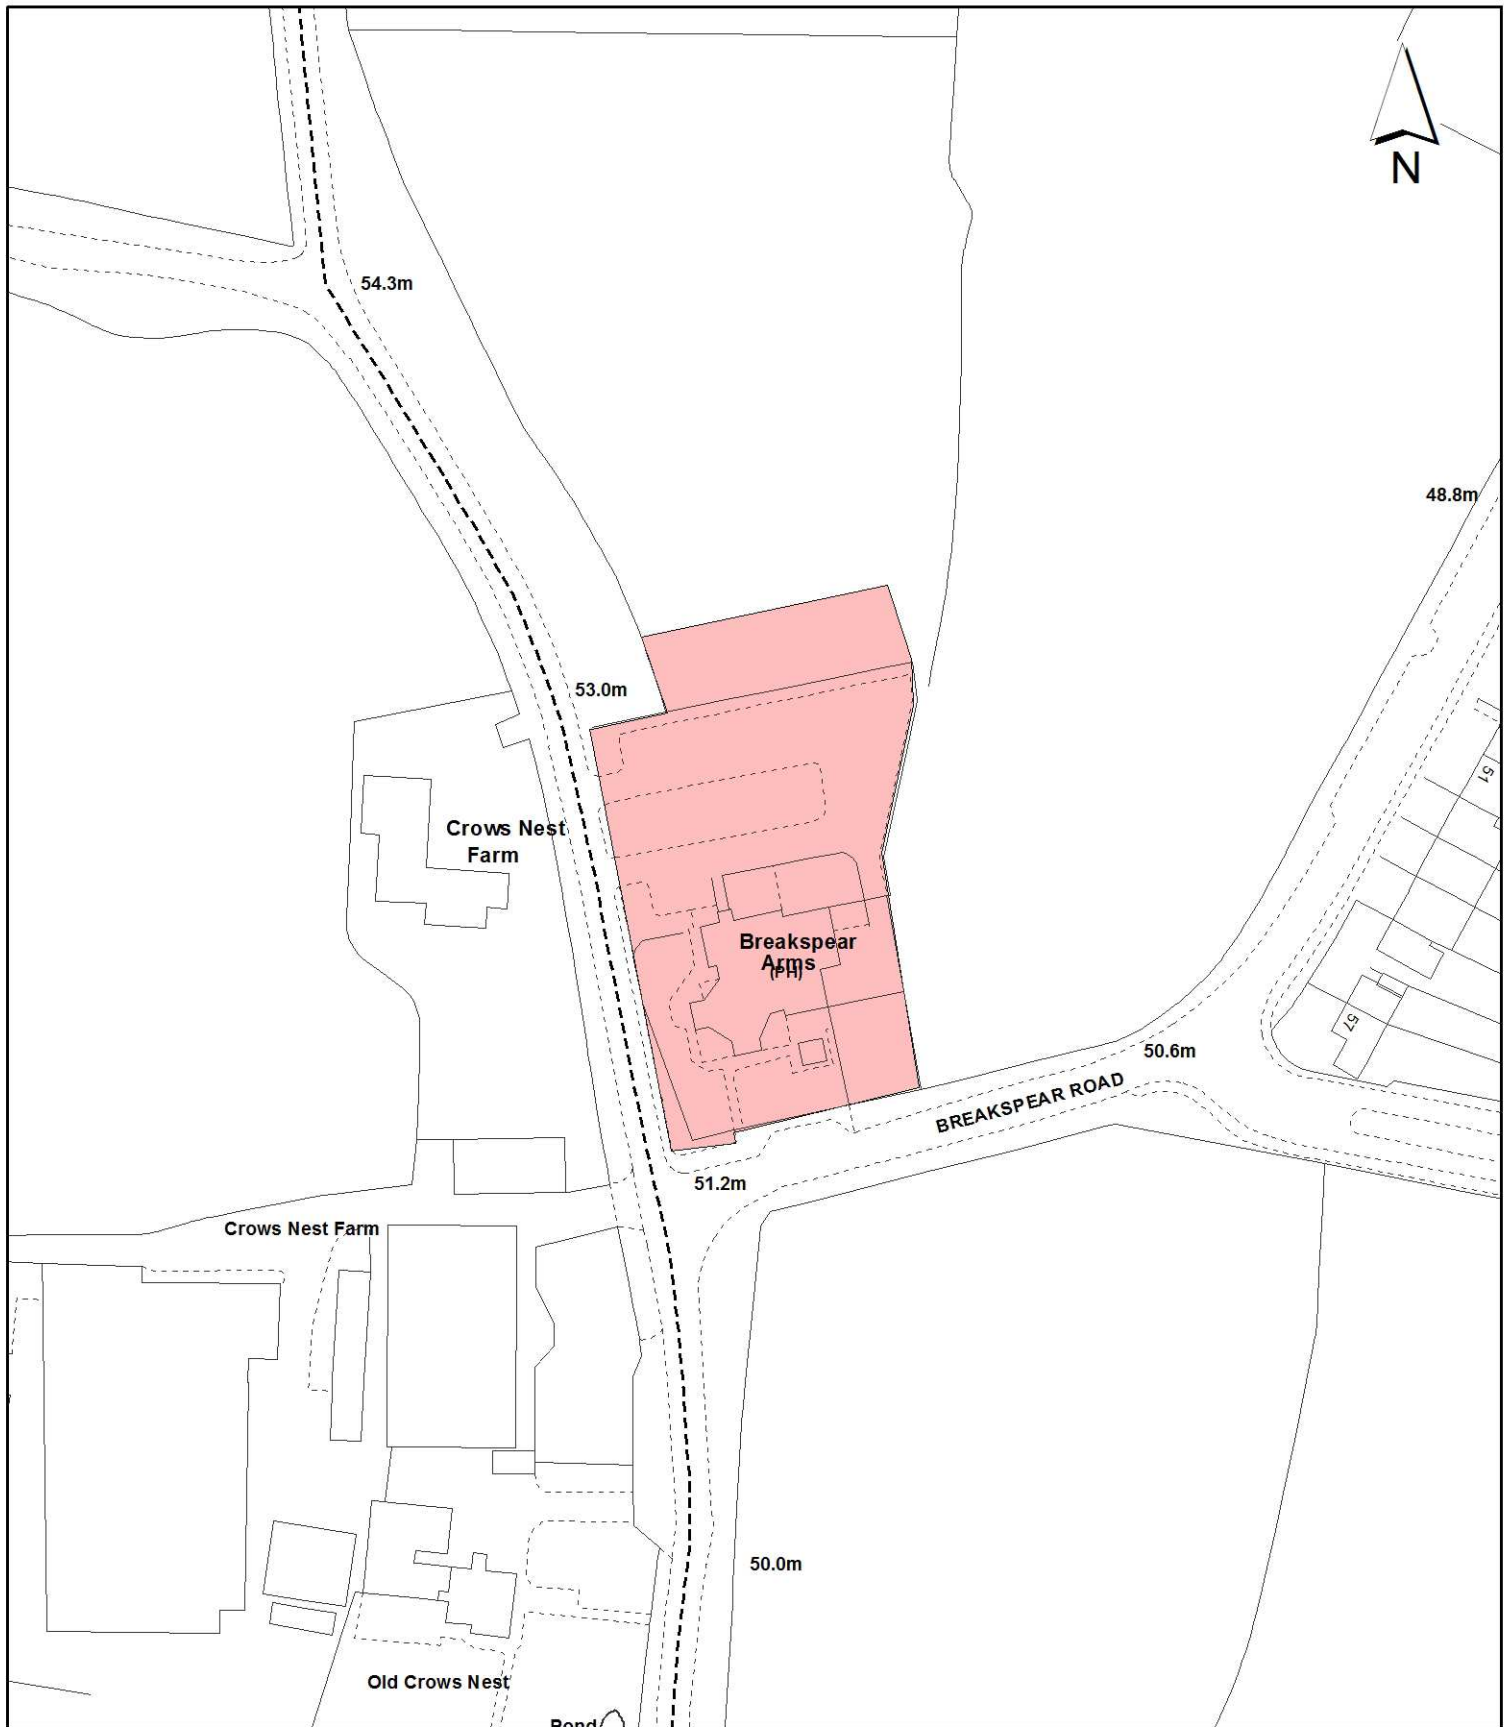 N
54.3m
48.8m
53.0m
51
Crows Nest
Farm
Breakspear
Arms
(PH)
57
50.6m
BREAKSPEAR ROAD
51.2m
Crows Nest Farm
50.0m
Old Crows Nest
Pond